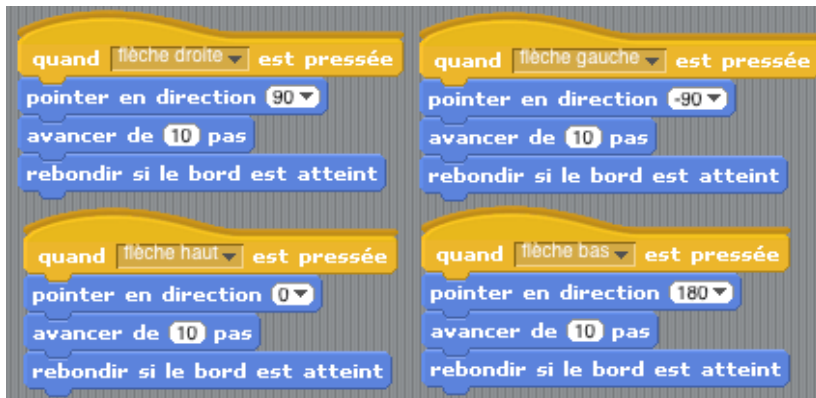 quand flèche droite est pressée
pointer en direction 90
avancer de 10 pas
rebondir si le bord est atteint
quand flèche gauche est pressée
pointer en direction -90
avancer de 10 pas
rebondir si le bord est atteint
quand flèche haut est pressée
pointer en direction 0
avancer de 10 pas
rebondir si le bord est atteint
quand flèche bas est pressée
pointer en direction 180
avancer de 10 pas
rebondir si le bord est atteint